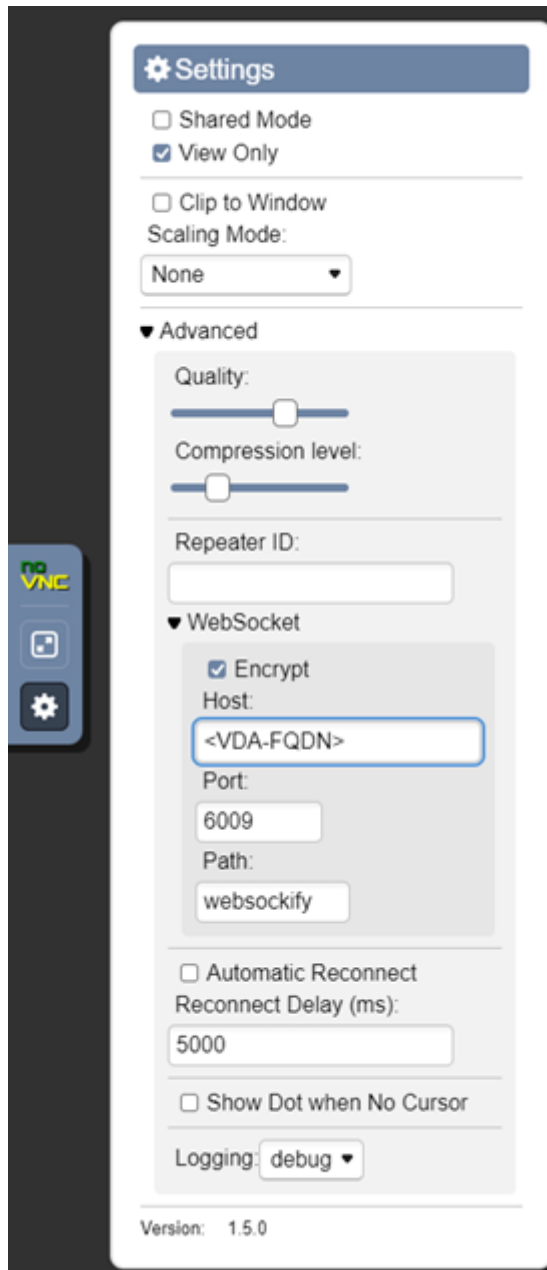 Settings
Shared Mode
View Only
Clip to Window
Scaling Mode:
None
Advanced
Quality:
Compression level:
Repeater ID:
no
VNC
WebSocket
Encrypt
Host:
<VDA-FQDN>
Port:
6009
Path:
websockify
Automatic Reconnect
Reconnect Delay (ms):
5000
Show Dot when No Cursor
Logging: debug
Version: 1.5.0